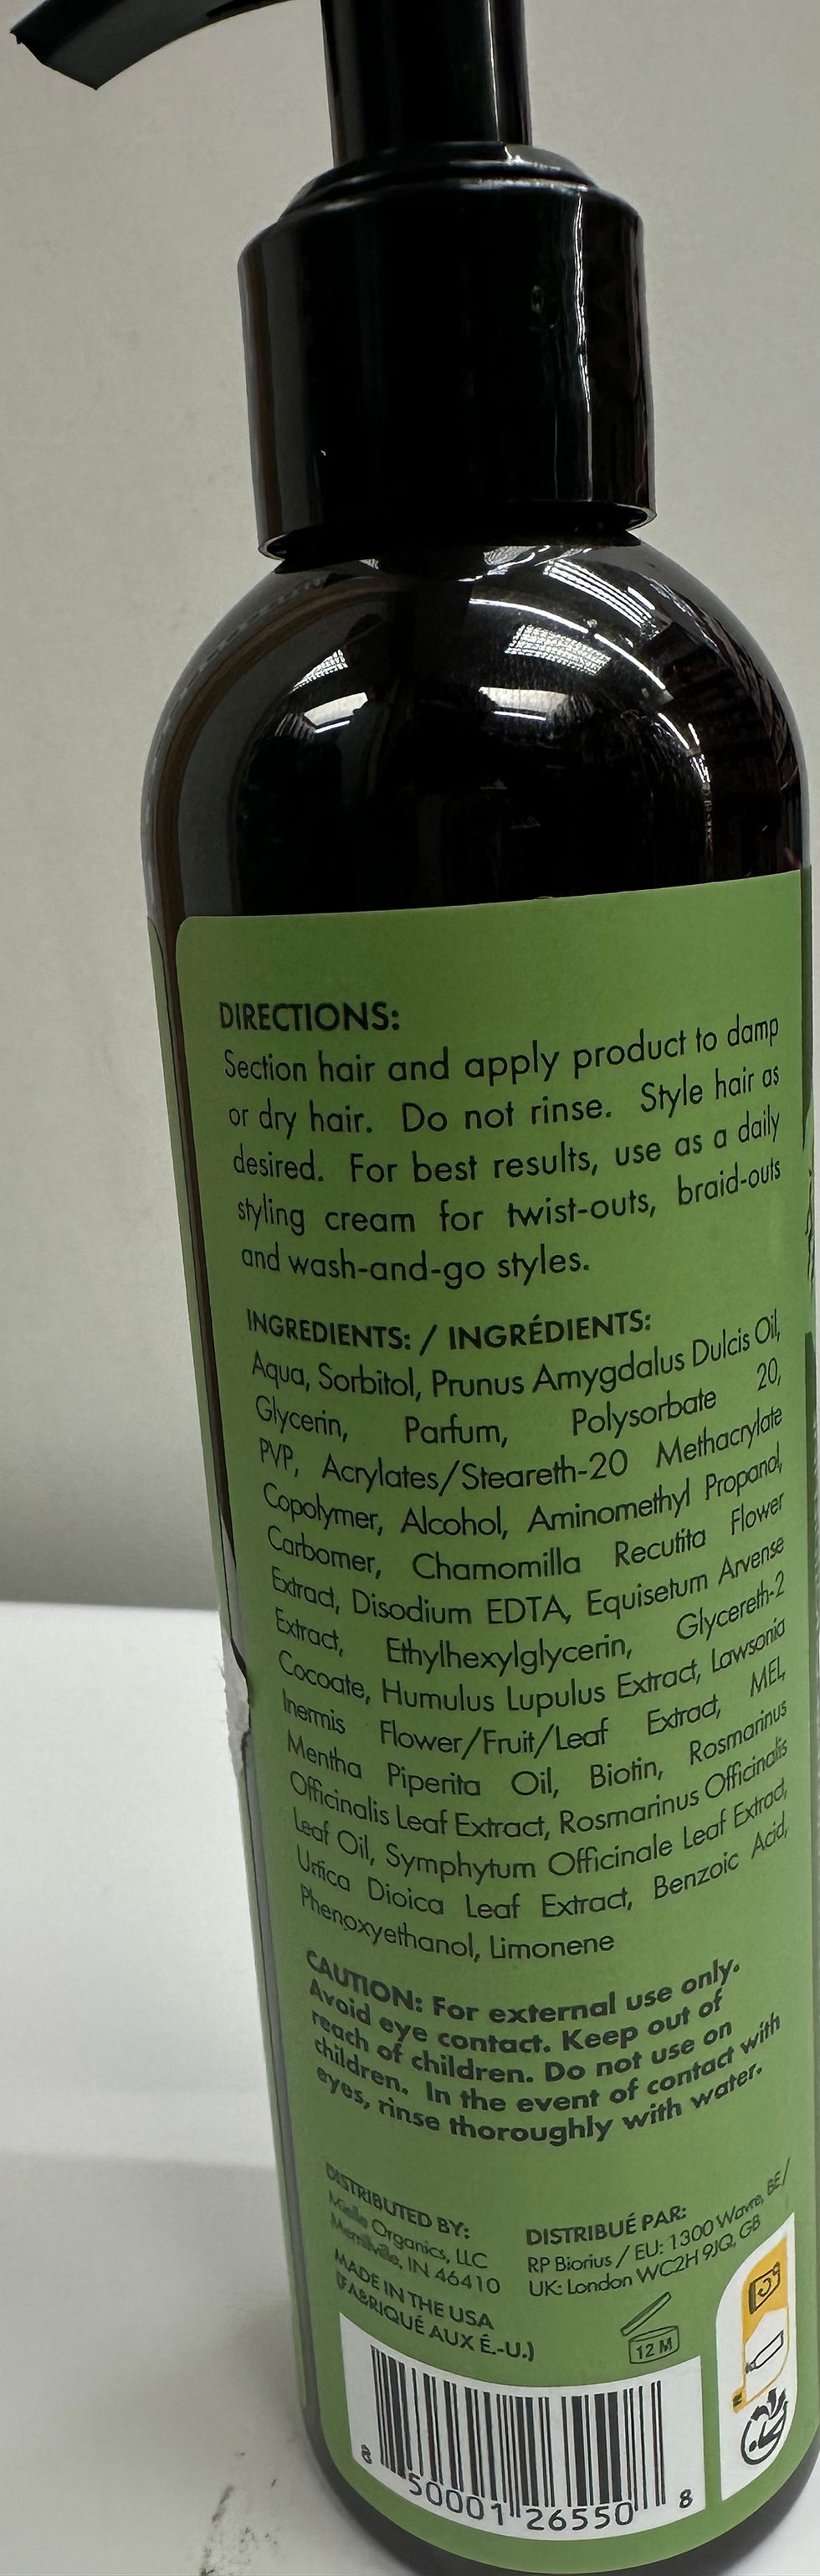 DIRECTIONS:
Section hair and apply product to damp
or dry hair. Do not rinse. Style hair as
desired. For best results, use as a daily
styling cream for twist-outs, braid-outs
and wash-and-go styles.
INGREDIENTS: / INGRÉDIENTS:
Aqua, Sorbitol, Prunus Amygdalus Dulcis Oil,
Glycerin, Parfum, Polysorbate 20,
PVP, Acrylates/Steareth-20 Methacrylate
Copolymer, Alcohol, Aminomethyl Propanol,
Carbomer, Chamomilla Recutita Flower
Extract, Disodium EDTA, Equisetum Arvense
Extract, Ethylhexylglycerin, Glycereth-2
Cocoate, Humulus Lupulus Extract, Lawsonia
Inermis Flower/Fruit/Leaf Extract, MEL,
Mentha Piperita Oil, Biotin, Rosmarinus
Officinalis Leaf Extract, Rosmarinus Officinalis
Leaf Oil, Symphytum Officinale Leaf Extract,
Urtica Dioica Leaf Extract, Benzoic Acid,
Phenoxyethanol, Limonene
CAUTION: For external use only.
Avoid eye contact. Keep out of
reach of children. Do not use on
children. In the event of contact with
eyes, rinse thoroughly with water.
DISTRIBUTED BY:
Mielle Organics, LLC
Merrillville, IN 46410
MADE IN THE USA
(FABRIQUÉ AUX É.-U.)
DISTRIBUÉ PAR:
RP Biorius / EU: 1300 Wavre, BE/
UK: London WC2H 9JQ, GB
12 M
8 50001 26550 8